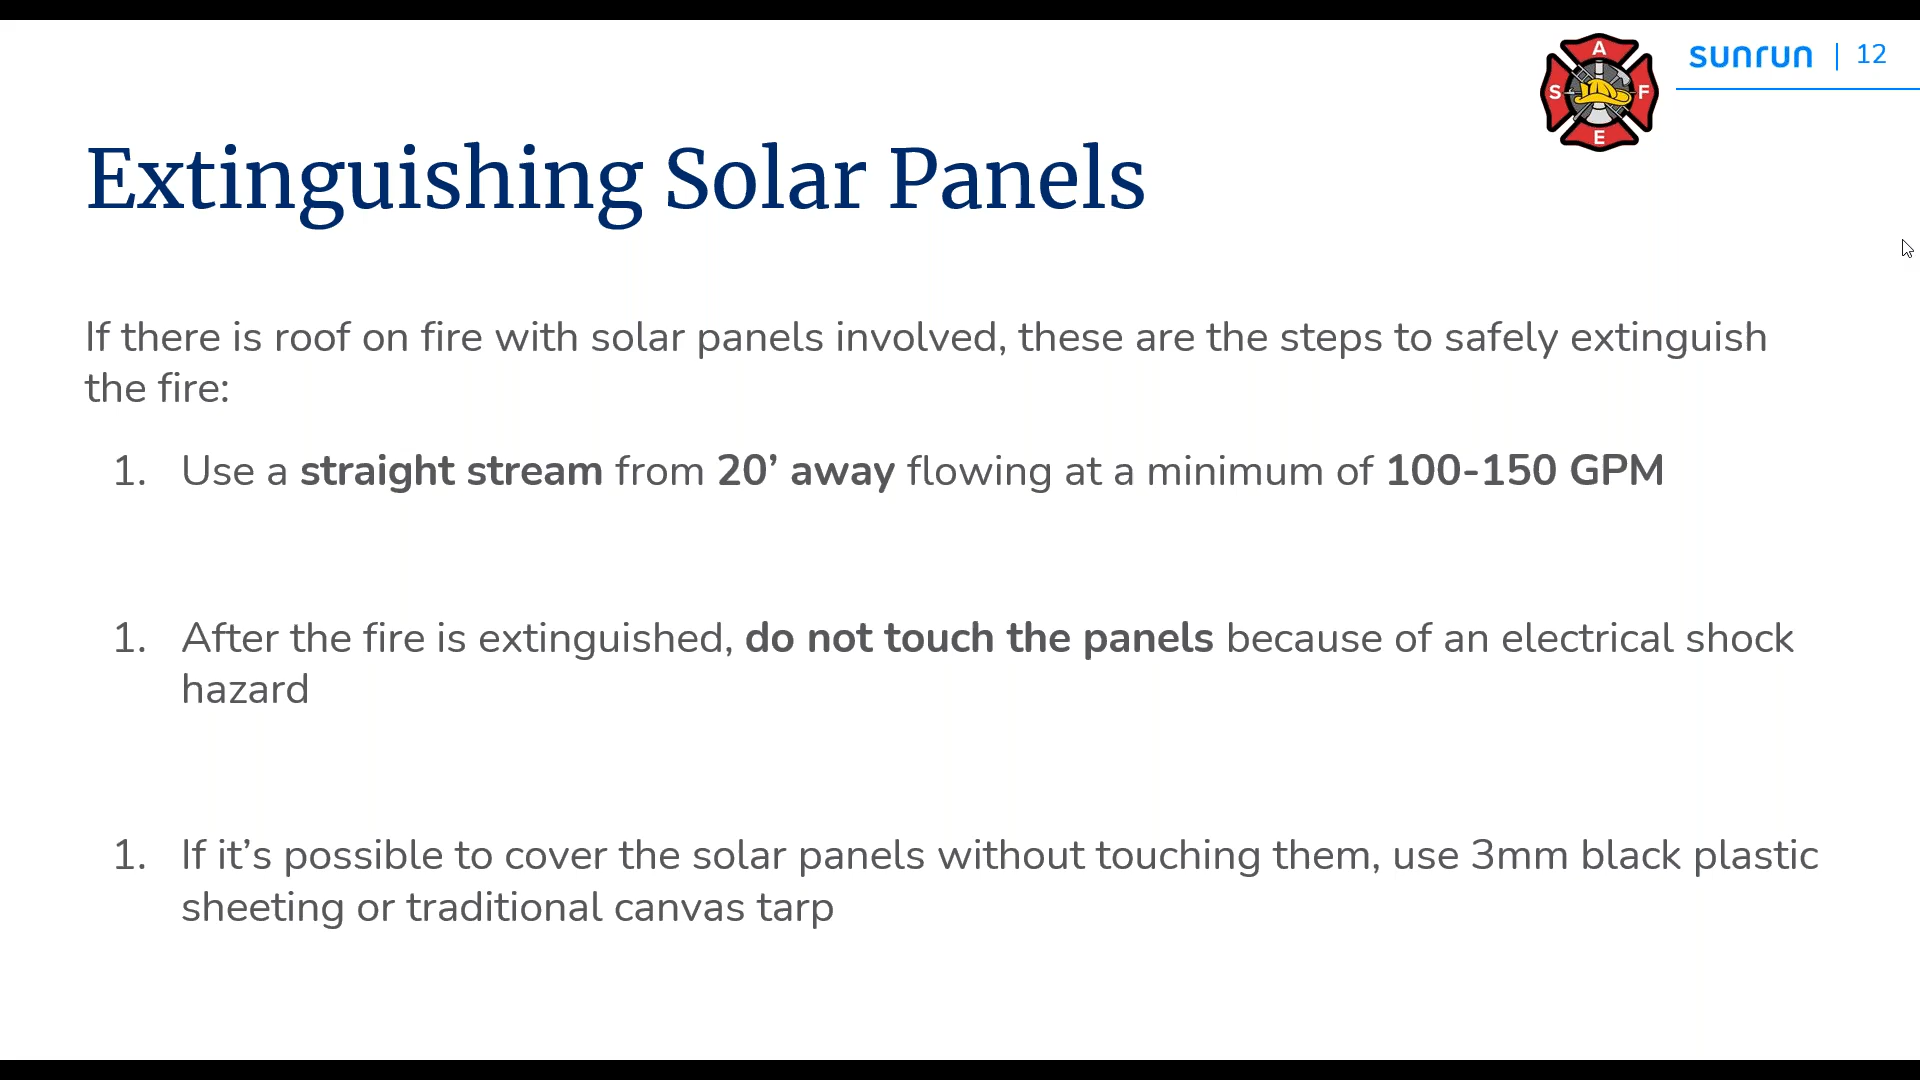 A
S F
E
sunrun | 12
Extinguishing Solar Panels
If there is roof on fire with solar panels involved, these are the steps to safely extinguish
the fire:
1. Use a straight stream from 20’ away flowing at a minimum of 100-150 GPM
1. After the fire is extinguished, do not touch the panels because of an electrical shock
hazard
1. If it’s possible to cover the solar panels without touching them, use 3mm black plastic
sheeting or traditional canvas tarp